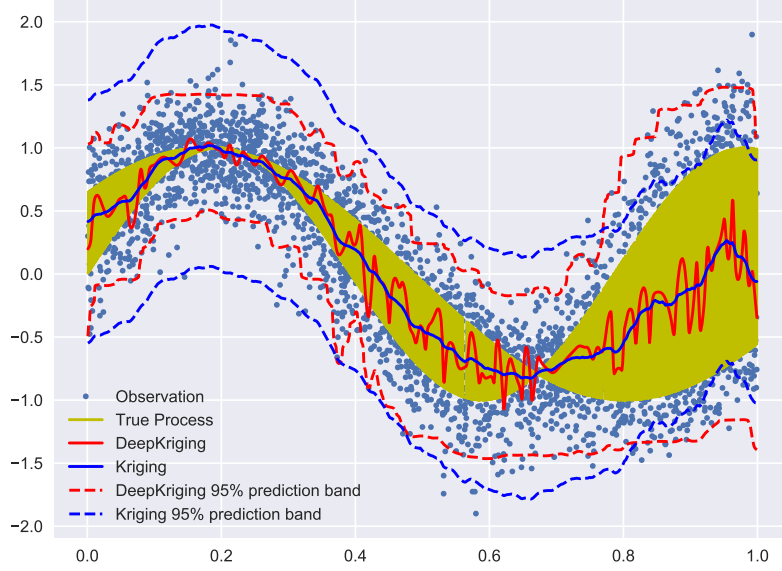 2.0
1.5
1.0
0.5
0.0
−0.5
−1.0
−1.5
−2.0
Observation
True Process
DeepKriging
Kriging
DeepKriging 95% prediction band
Kriging 95% prediction band
0.0 0.2 0.4 0.6 0.8 1.0